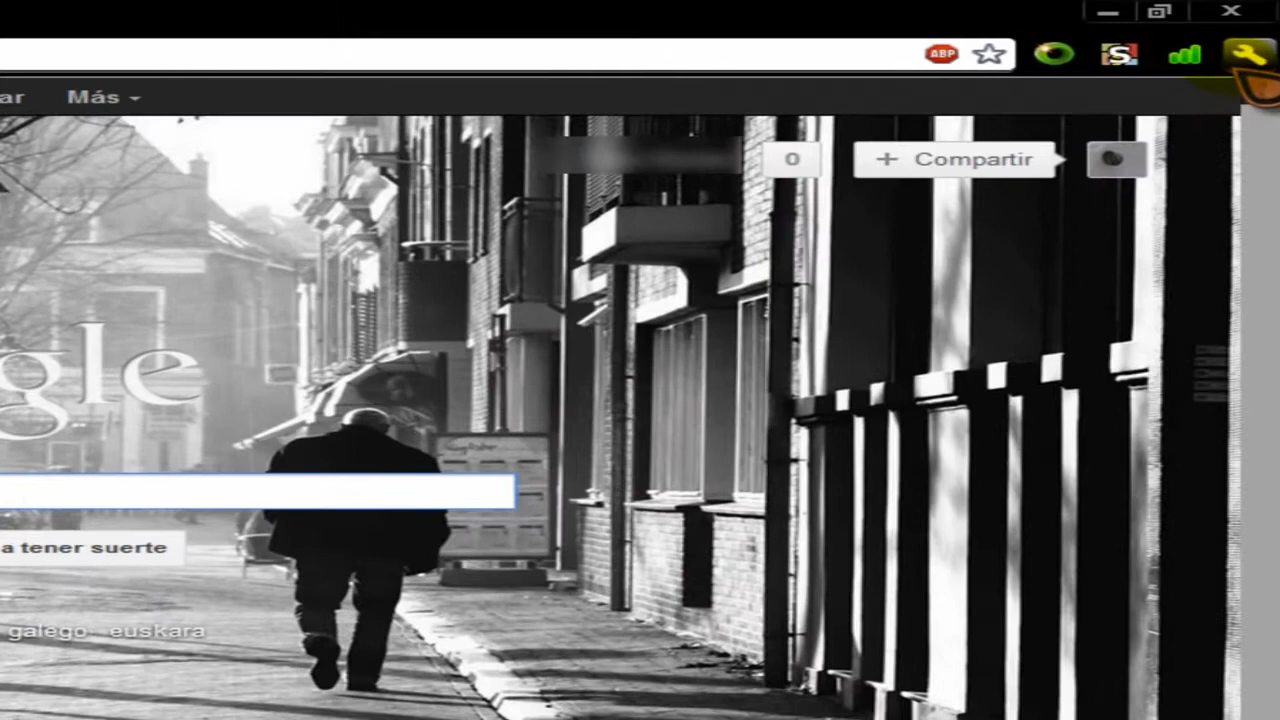 ABP
S
ar Más
0 + Compartir
gle
a tener suerte
galego euskara